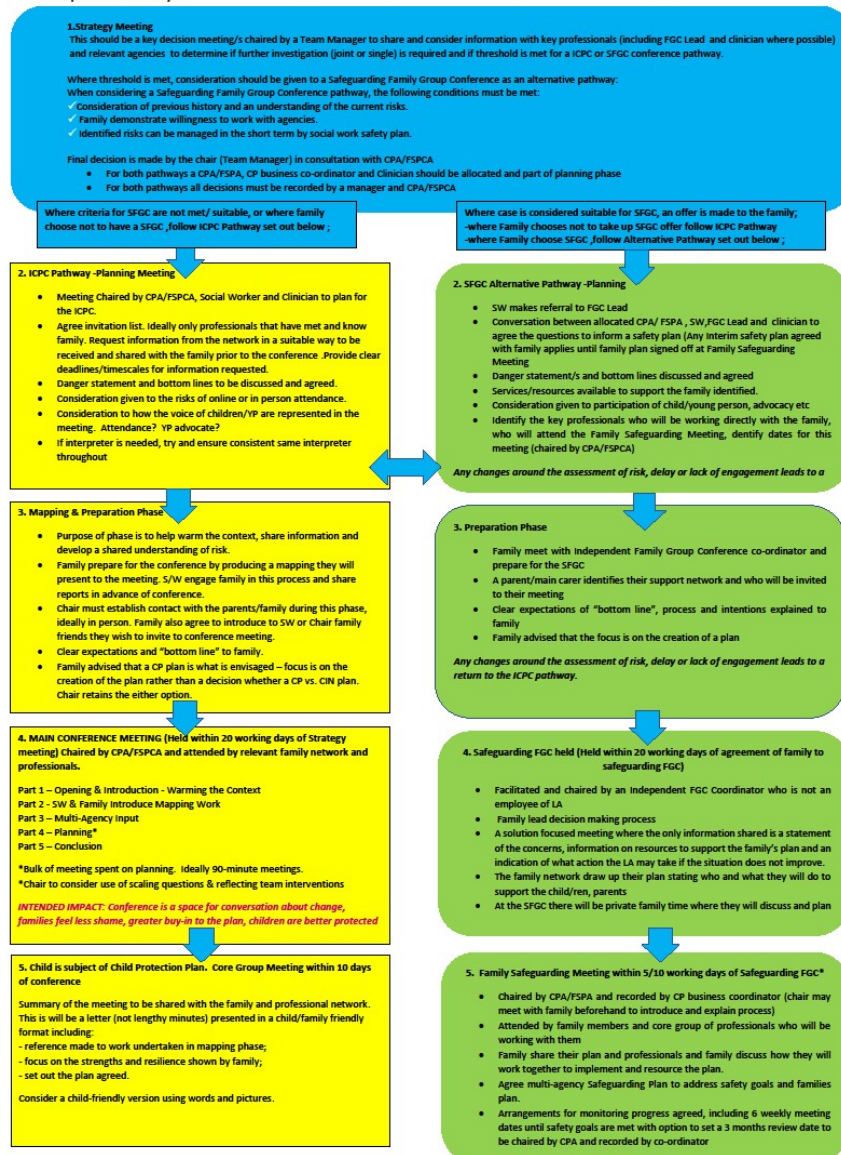 1.Strategy Meeting
This should be a key decision meeting/s chaired by a Team Manager to share and consider information with key professionals (including FGC Lead and clinician where possible)
and relevant agencies to determine if further investigation (joint or single) is required and if threshold is met for a ICPC or SFGC conference pathway.
Where threshold is met, consideration should be given to a Safeguarding Family Group Conference as an alternative pathway:
When considering a Safeguarding Family Group Conference pathway, the following conditions must be met:
✓Consideration of previous history and an understanding of the current risks.
✓ Family demonstrate willingness to work with agencies.
✓ Identified risks can be managed in the short term by social work safety plan.
Final decision is made by the chair (Team Manager) in consultation with CPA/FSPCA
• For both pathways a CPA/FSPA, CP business co-ordinator and Clinician should be allocated and part of planning phase
• For both pathways all decisions must be recorded by a manager and CPA/FSPCA
Where criteria for SFGC are not met/ suitable, or where family
choose not to have a SFGC ,follow ICPC Pathway set out below ;
Where case is considered suitable for SFGC, an offer is made to the family;
-where Family chooses not to take up SFGC offer follow ICPC Pathway
-where Family choose SFGC ,follow Alternative Pathway set out below ;
2. ICPC Pathway -Planning Meeting
• Meeting Chaired by CPA/FSPCA, Social Worker and Clinician to plan for
the ICPC.
• Agree invitation list. Ideally only professionals that have met and know
family. Request information from the network in a suitable way to be
received and shared with the family prior to the conference .Provide clear
deadlines/timescales for information requested.
• Danger statement and bottom lines to be discussed and agreed.
• Consideration given to the risks of online or in person attendance.
• Consideration to how the voice of children/YP are represented in the
meeting. Attendance? YP advocate?
• If interpreter is needed, try and ensure consistent same interpreter
throughout
2. SFGC Alternative Pathway -Planning
• SW makes referral to FGC Lead
• Conversation between allocated CPA/ FSPA , SW,FGC Lead and clinician to
agree the questions to inform a safety plan (Any Interim safety plan agreed
with family applies until family plan signed off at Family Safeguarding
Meeting
• Danger statement/s and bottom lines discussed and agreed
• Services/resources available to support the family identified.
• Consideration given to participation of child/young person, advocacy etc
• Identify the key professionals who will be working directly with the family,
who will attend the Family Safeguarding Meeting, dentify dates for this
meeting (chaired by CPA/FSPCA)
Any changes around the assessment of risk, delay or lack of engagement leads to a
3. Mapping & Preparation Phase
• Purpose of phase is to help warm the context, share information and
develop a shared understanding of risk.
• Family prepare for the conference by producing a mapping they will
present to the meeting. S/W engage family in this process and share
reports in advance of conference.
• Chair must establish contact with the parents/family during this phase,
ideally in person. Family also agree to introduce to SW or Chair family
friends they wish to invite to conference meeting.
• Clear expectations and "bottom line" to family.
• Family advised that a CP plan is what is envisaged – focus is on the
creation of the plan rather than a decision whether a CP vs. CIN plan.
Chair retains the either option.
3. Preparation Phase
• Family meet with Independent Family Group Conference co-ordinator and
prepare for the SFGC
• A parent/main carer identifies their support network and who will be invited
to their meeting
• Clear expectations of "bottom line", process and intentions explained to
family
• Family advised that the focus is on the creation of a plan
Any changes around the assessment of risk, delay or lack of engagement leads to a
return to the ICPC pathway.
4. MAIN CONFERENCE MEETING (Held within 20 working days of Strategy
meeting) Chaired by CPA/FSPCA and attended by relevant family network and
professionals.
Part 1 – Opening & Introduction - Warming the Context
Part 2 - SW & Family Introduce Mapping Work
Part 3 – Multi-Agency Input
Part 4 – Planning*
Part 5 – Conclusion
*Bulk of meeting spent on planning. Ideally 90-minute meetings.
*Chair to consider use of scaling questions & reflecting team interventions
INTENDED IMPACT: Conference is a space for conversation about change,
families feel less shame, greater buy-in to the plan, children are better protected
4. Safeguarding FGC held (Held within 20 working days of agreement of family to
safeguarding FGC)
• Facilitated and chaired by an Independent FGC Coordinator who is not an
employee of LA
• Family lead decision making process
• A solution focused meeting where the only information shared is a statement
of the concerns, information on resources to support the family's plan and an
indication of what action the LA may take if the situation does not improve.
• The family network draw up their plan stating who and what they will do to
support the child/ren, parents
• At the SFGC there will be private family time where they will discuss and plan
5. Child is subject of Child Protection Plan. Core Group Meeting within 10 days
of conference
Summary of the meeting to be shared with the family and professional network.
This is will be a letter (not lengthy minutes) presented in a child/family friendly
format including:
- reference made to work undertaken in mapping phase;
- focus on the strengths and resilience shown by family;
- set out the plan agreed.
Consider a child-friendly version using words and pictures.
5. Family Safeguarding Meeting within 5/10 working days of Safeguarding FGC*
• Chaired by CPA/FSPA and recorded by CP business coordinator (chair may
meet with family beforehand to introduce and explain process)
• Attended by family members and core group of professionals who will be
working with them
• Family share their plan and professionals and family discuss how they will
work together to implement and resource the plan.
• Agree multi-agency Safeguarding Plan to address safety goals and families
plan.
• Arrangements for monitoring progress agreed, including 6 weekly meeting
dates until safety goals are met with option to set a 3 months review date to
be chaired by CPA and recorded by co-ordinator